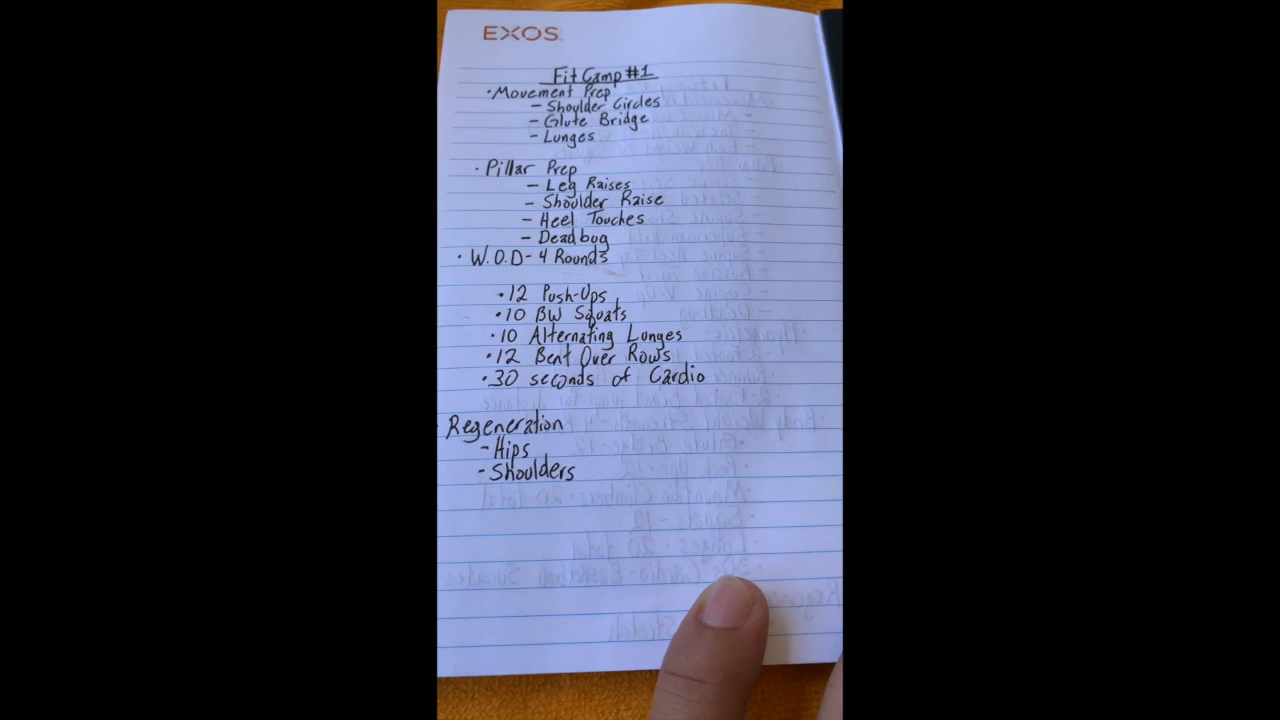 EXOS
Fit Camp #1
• Movement Prep
- Shoulder Circles
- Glute Bridge
- Lunges
• Pillar Prep
- Leg Raises
- Shoulder Raise
- Heel Touches
- Deadbug
• W.O.D - 4 Rounds
• 12 Push-Ups
• 10 BW Squats
• 10 Alternating Lunges
• 12 Bent Over Rows
• 30 seconds of Cardio
• Regeneration
- Hips
- Shoulders